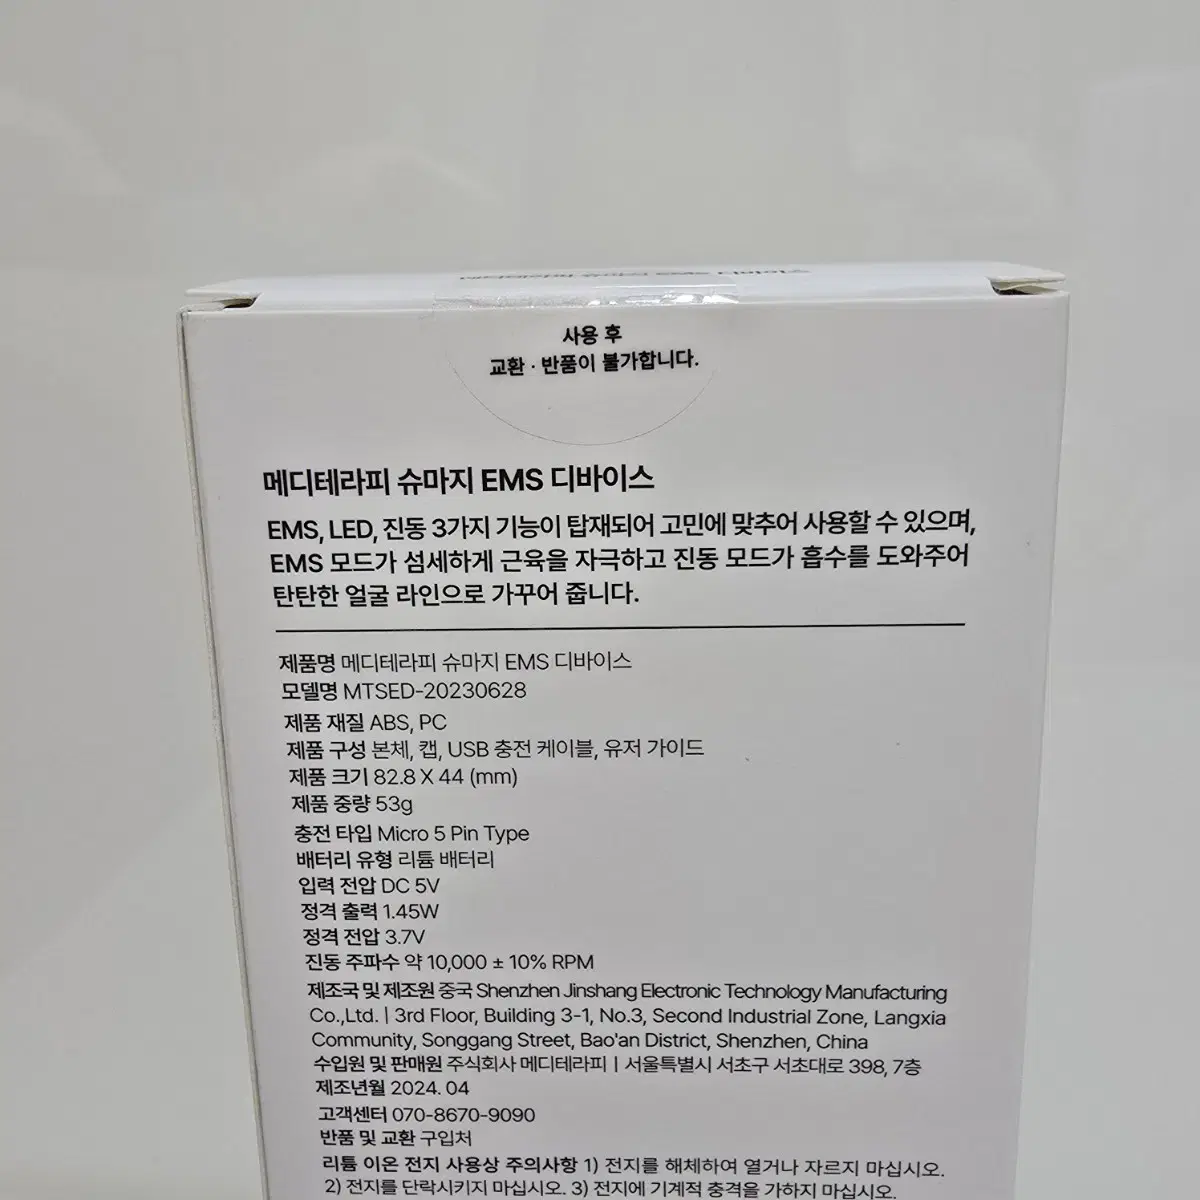 사용 후
교환 · 반품이 불가합니다.
메디테라피 슈마지 EMS 디바이스
EMS, LED, 진동 3가지 기능이 탑재되어 고민에 맞추어 사용할 수 있으며,
EMS 모드가 섬세하게 근육을 자극하고 진동 모드가 흡수를 도와주어
탄탄한 얼굴 라인으로 가꾸어 줍니다.
제품명 메디테라피 슈마지 EMS 디바이스
모델명 MTSED-20230628
제품 재질 ABS, PC
제품 구성 본체, 캡, USB 충전 케이블, 유저 가이드
제품 크기 82.8 X 44 (mm)
제품 중량 53g
충전 타입 Micro 5 Pin Type
배터리 유형 리튬 배터리
입력 전압 DC 5V
정격 출력 1.45W
정격 전압 3.7V
진동 주파수 약 10,000 ± 10% RPM
제조국 및 제조원 중국 Shenzhen Jinshang Electronic Technology Manufacturing
Co.,Ltd. | 3rd Floor, Building 3-1, No.3, Second Industrial Zone, Langxia
Community, Songgang Street, Bao'an District, Shenzhen, China
수입원 및 판매원 주식회사 메디테라피 | 서울특별시 서초구 서초대로 398, 7층
제조년월 2024. 04
고객센터 070-8670-9090
반품 및 교환 구입처
리튬 이온 전지 사용상 주의사항 1) 전지를 해체하여 열거나 자르지 마십시오.
2) 전지를 단락시키지 마십시오. 3) 전지에 기계적 충격을 가하지 마십시오.